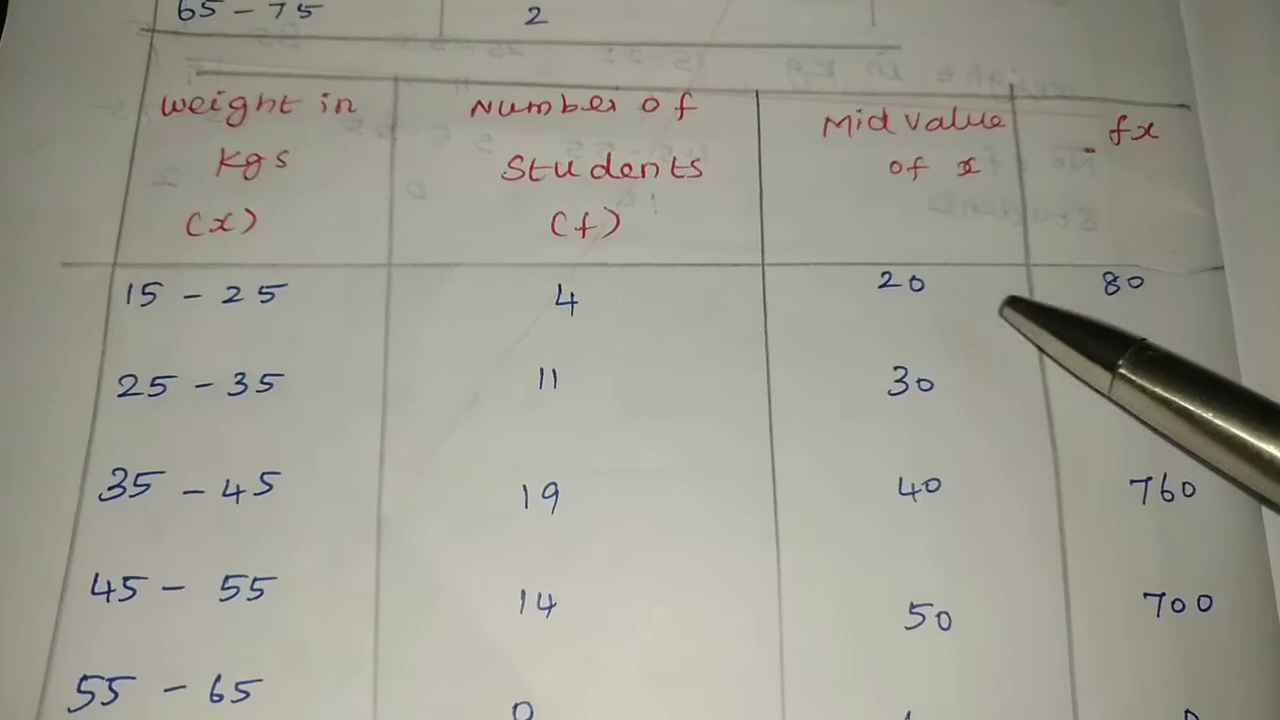 65 - 75 2
Weight in Number of Mid value fx
kgs Students of x
(x) (f)
15 - 25 4 20 80
25 - 35 11 30
35 - 45 19 40 760
45 - 55 14 50 700
55 - 65